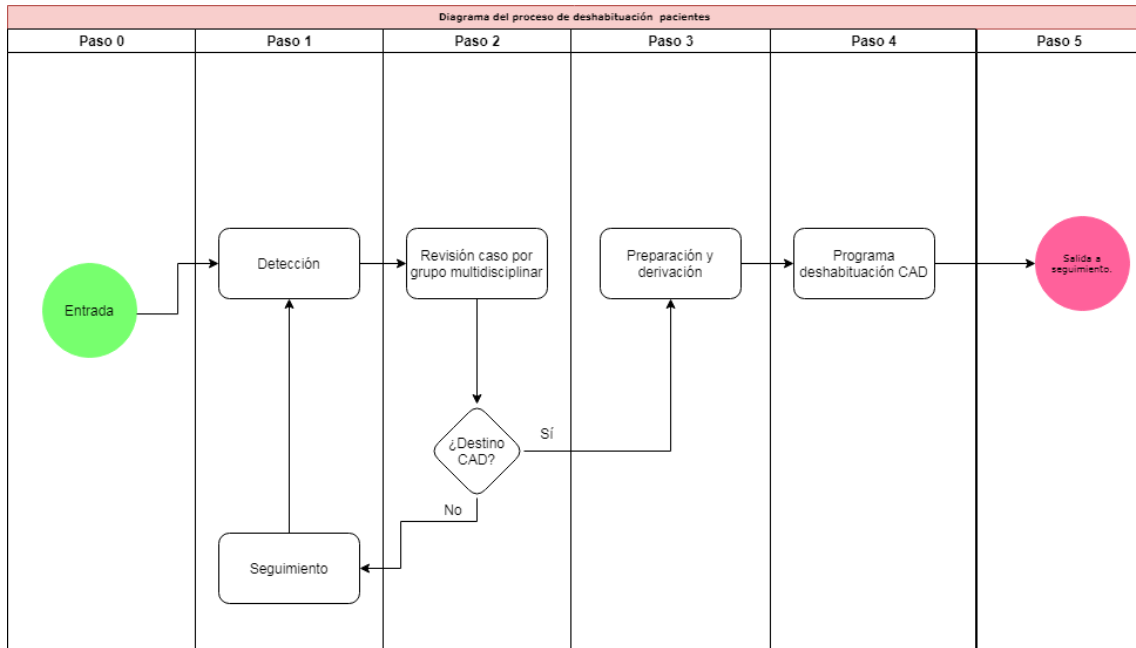 Diagrama del proceso de deshabituación pacientes
Paso 0
Paso 1
Paso 2
Paso 3
Paso 4
Paso 5
Entrada
Detección
Revisión caso por
grupo multidisciplinar
Preparación y
derivación
Programa
deshabituación CAD
Salida a
seguimiento.
¿Destino
CAD?
Sí
No
Seguimiento